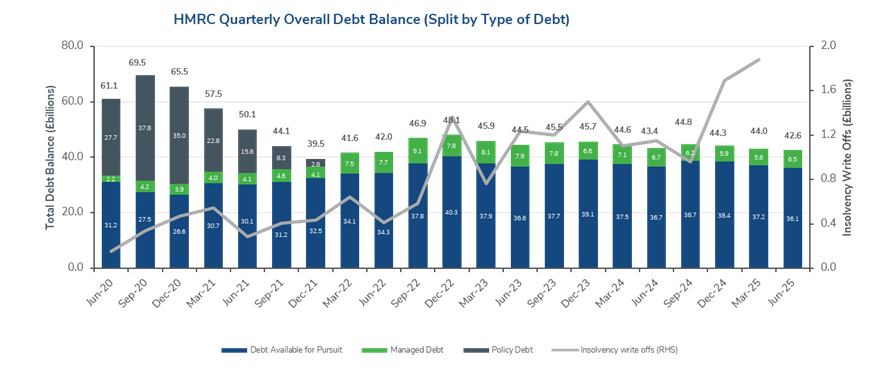 HMRC Quarterly Overall Debt Balance (Split by Type of Debt)
Total Debt Balance (£billions)
80.0
60.0
40.0
20.0
0.0
61.1 69.5 65.5 57.5 50.1 44.1 39.5 41.6 42.0 46.9 48.1 45.9 44.5 45.5 45.7 44.6 43.4 44.8 44.3 44.0 42.6
27.7 37.8 35.0 22.8 15.8 8.3 2.8
2.2 4.2 3.9 4.0 4.1 4.6 4.1 7.5 7.7 9.1 7.8 8.1 7.9 7.8 6.6 7.1 6.7 6.2 5.9 5.8 6.5
31.2 27.5 26.6 30.7 30.1 31.2 32.5 34.1 34.3 37.8 40.3 37.9 36.6 37.7 39.1 37.5 36.7 38.7 38.4 37.2 36.1
2.0
1.6
1.2
0.8
0.4
0.0
Insolvency Write Offs (£billions)
Jun-20 Sep-20 Dec-20 Mar-21 Jun-21 Sep-21 Dec-21 Mar-22 Jun-22 Sep-22 Dec-22 Mar-23 Jun-23 Sep-23 Dec-23 Mar-24 Jun-24 Sep-24 Dec-24 Mar-25 Jun-25
Debt Available for Pursuit Managed Debt Policy Debt Insolvency write offs (RHS)